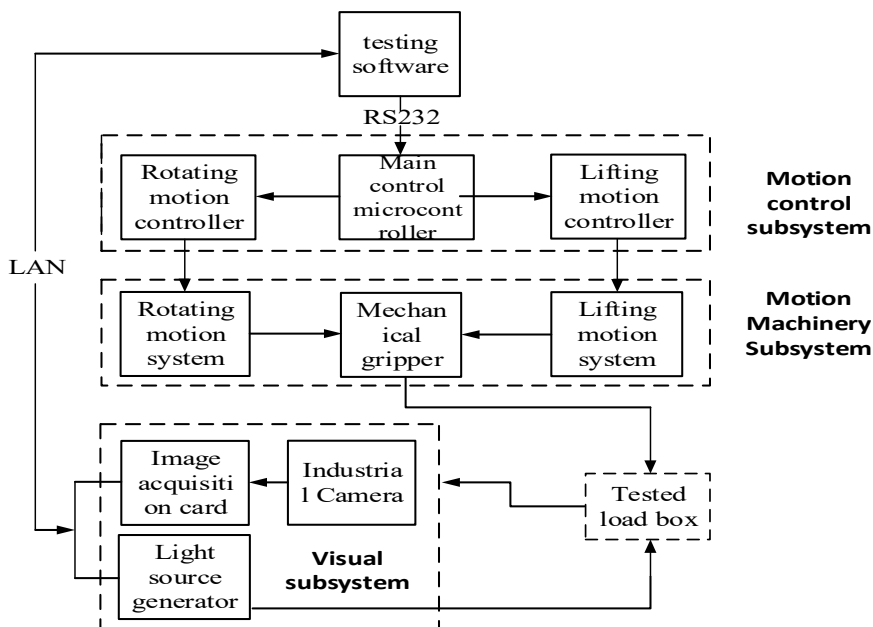 testing
software
RS232
Rotating
motion
controller
Main
control
microcont
roller
Lifting
motion
controller
Motion
control
subsystem
LAN
Rotating
motion
system
Mechan
ical
gripper
Lifting
motion
system
Motion
Machinery
Subsystem
Image
acquisiti
on card
Industria
l Camera
Tested
load box
Light
source
generator
Visual
subsystem